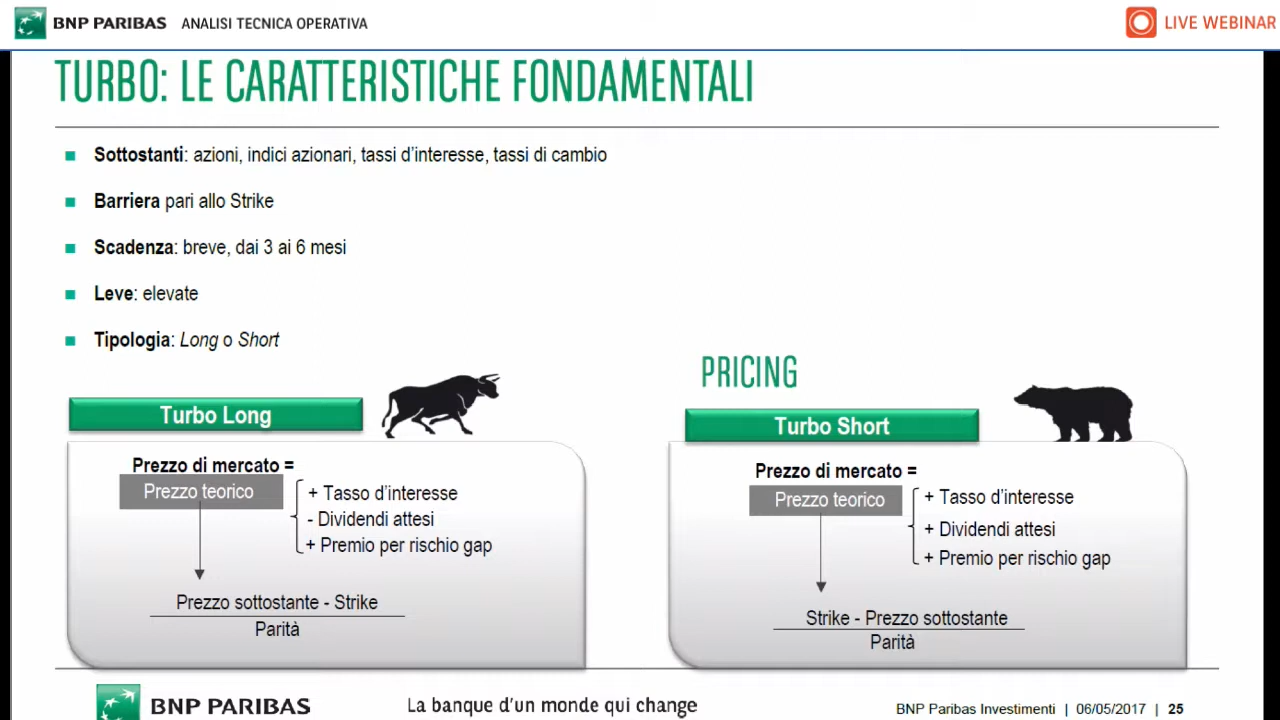 BNP PARIBAS ANALISI TECNICA OPERATIVA
LIVE WEBINAR
TURBO: LE CARATTERISTICHE FONDAMENTALI
Sottostanti: azioni, indici azionari, tassi d'interesse, tassi di cambio
Barriera pari allo Strike
Scadenza: breve, dai 3 ai 6 mesi
Leve: elevate
Tipologia: Long o Short
PRICING
Turbo Long
Prezzo di mercato =
Prezzo teorico
+ Tasso d'interesse
- Dividendi attesi
+ Premio per rischio gap
Prezzo sottostante - Strike
Parità
Turbo Short
Prezzo di mercato =
Prezzo teorico
+ Tasso d'interesse
+ Dividendi attesi
+ Premio per rischio gap
Strike - Prezzo sottostante
Parità
BNP PARIBAS
La banque d'un monde qui change
BNP Paribas Investimenti | 06/05/2017 | 25